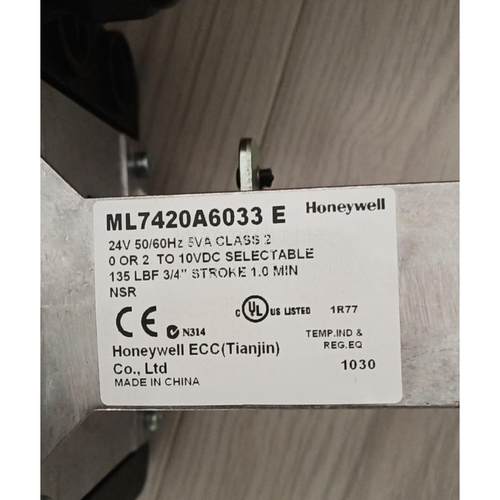 ML7420A6033 E Honeywell
24V 50/60Hz 5VA CLASS 2
0 OR 2 TO 10VDC SELECTABLE
135 LBF 3/4" STROKE 1.0 MIN
NSR
CE N314 C UL US LISTED 1R77
TEMP.IND &
REG.EQ
Honeywell ECC(Tianjin)
Co., Ltd 1030
MADE IN CHINA